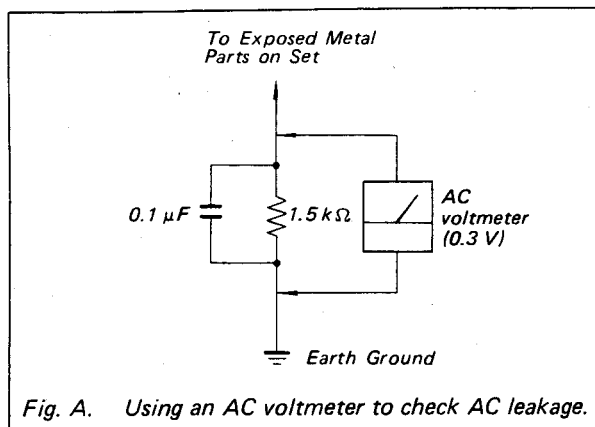 To Exposed Metal
Parts on Set
0.1 µF
1.5 kΩ
AC
voltmeter
(0.3 V)
Earth Ground
Fig. A. Using an AC voltmeter to check AC leakage.